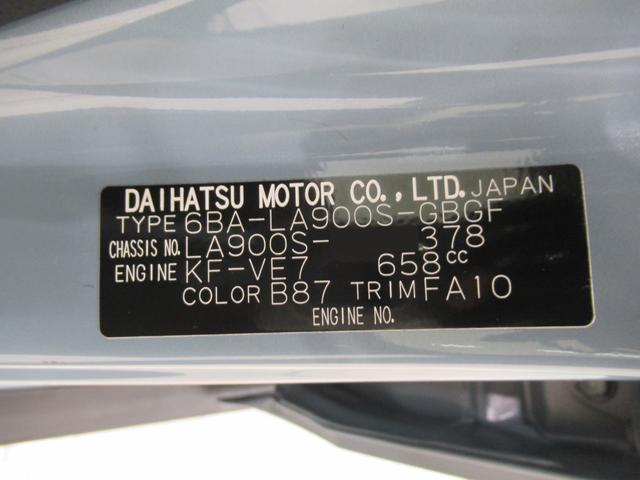 DAIHATSU MOTOR CO., LTD. JAPAN
TYPE 6BA-LA900S-GBGF
CHASSIS NO. LA900S- 378
ENGINE KF-VE7 658cc
COLOR B87 TRIM FA10
ENGINE NO.